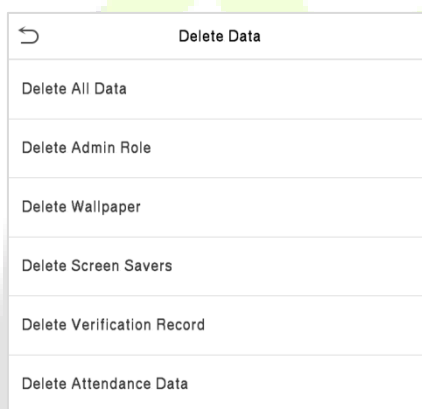 Delete Data
Delete All Data
Delete Admin Role
Delete Wallpaper
Delete Screen Savers
Delete Verification Record
Delete Attendance Data